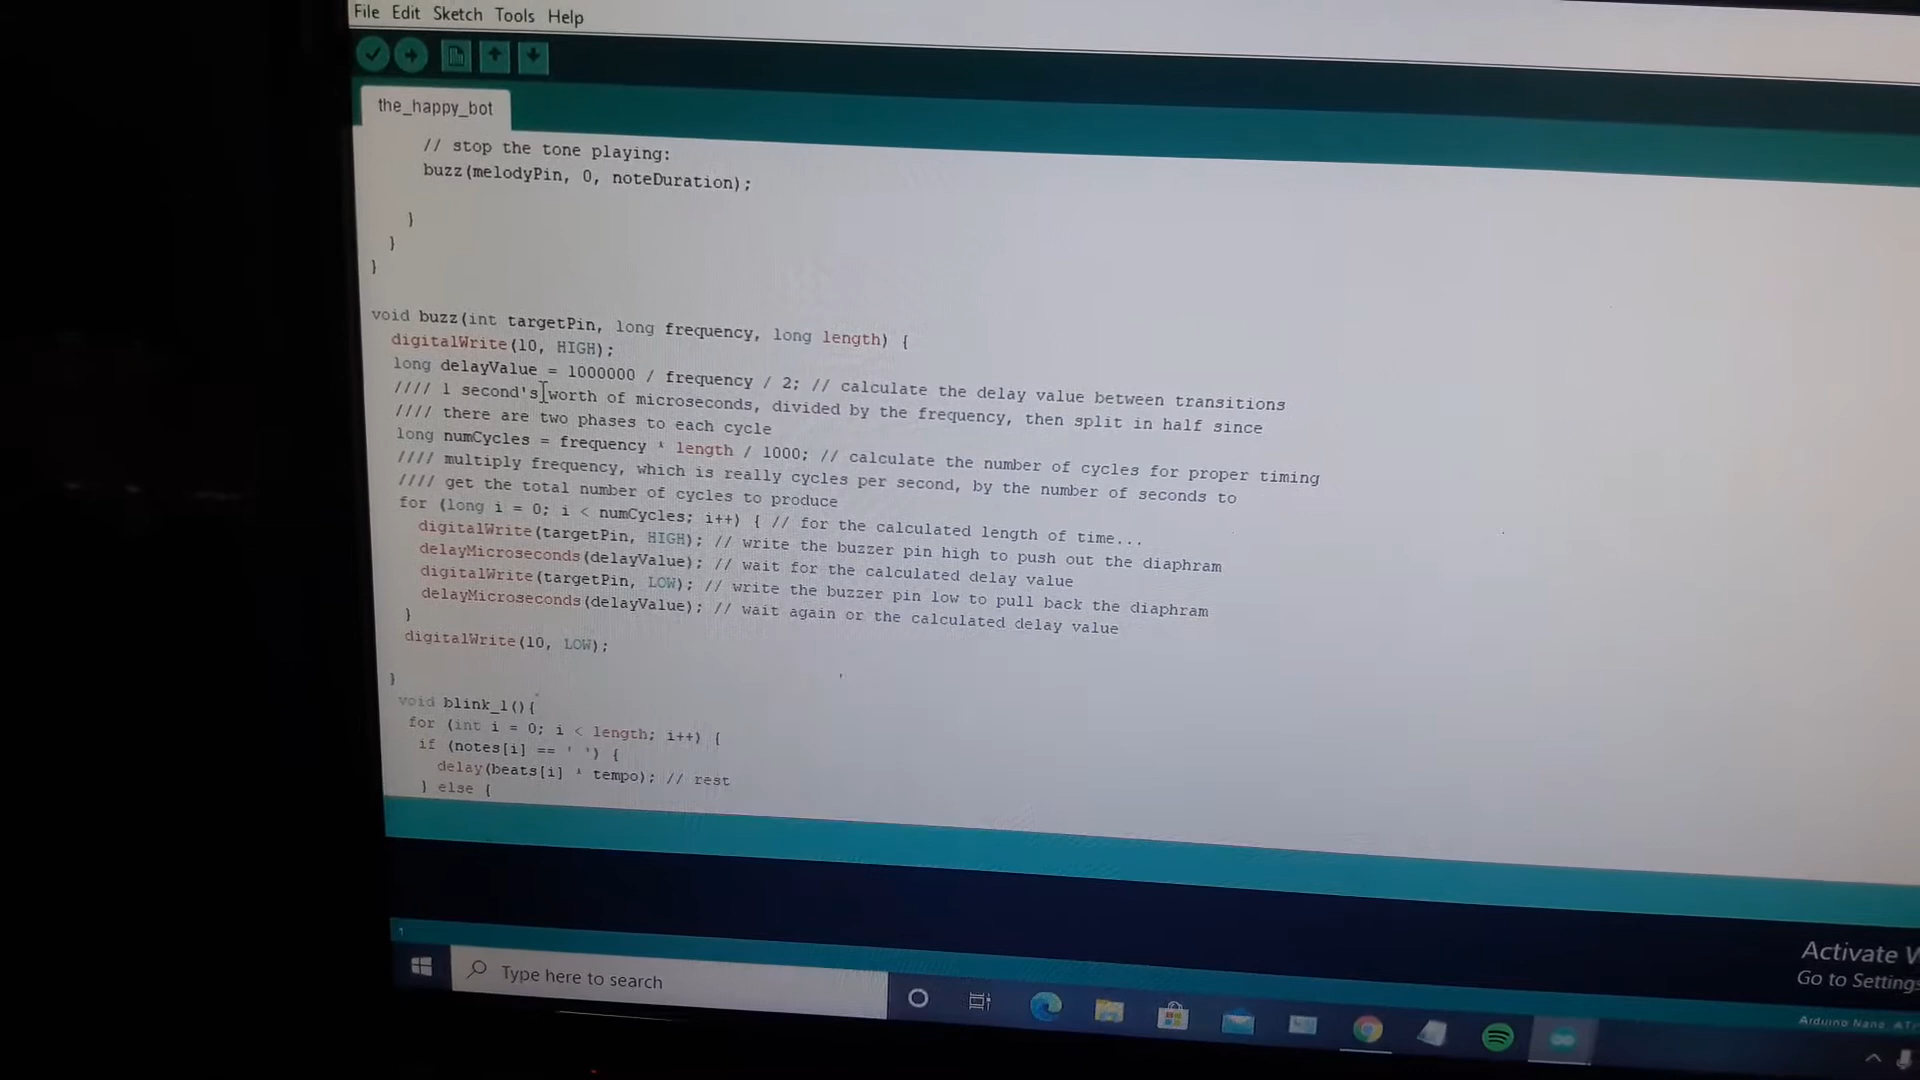 File Edit Sketch Tools Help
the_happy_bot
// stop the tone playing:
buzz(melodyPin, 0, noteDuration);
}
}
}
void buzz(int targetPin, long frequency, long length) {
digitalWrite(10, HIGH);
long delayValue = 1000000 / frequency / 2; // calculate the delay value between transitions
//// 1 second's worth of microseconds, divided by the frequency, then split in half since
//// there are two phases to each cycle
long numCycles = frequency * length / 1000; // calculate the number of cycles for proper timing
//// multiply frequency, which is really cycles per second, by the number of seconds to
//// get the total number of cycles to produce
for (long i = 0; i < numCycles; i++) { // for the calculated length of time...
digitalWrite(targetPin, HIGH); // write the buzzer pin high to push out the diaphram
delayMicroseconds(delayValue); // wait for the calculated delay value
digitalWrite(targetPin, LOW); // write the buzzer pin low to pull back the diaphram
delayMicroseconds(delayValue); // wait again or the calculated delay value
}
digitalWrite(10, LOW);
}
void blink_1(){
for (int i = 0; i < length; i++) {
if (notes[i] == ' ') {
delay(beats[i] * tempo); // rest
} else {
1
Activate
Go to Settings
Arduino Nano, AT
Type here to search